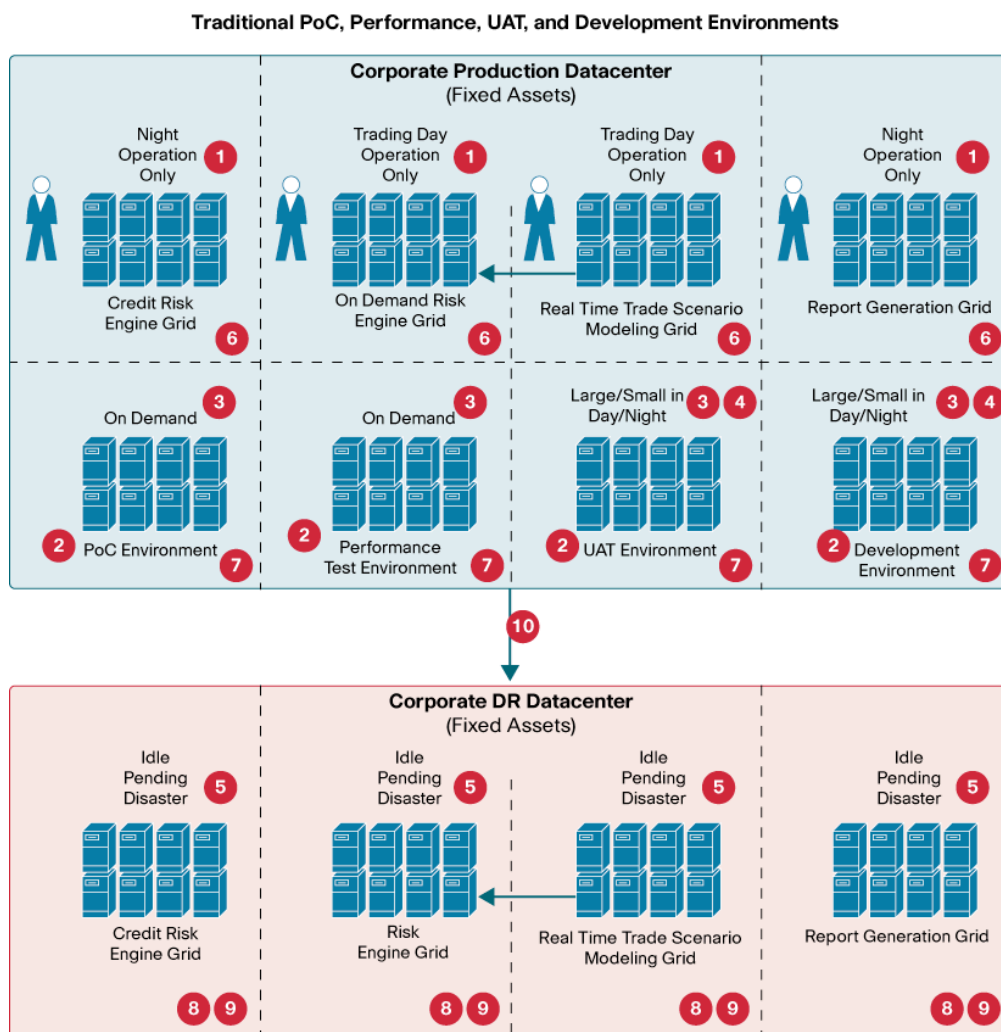 Traditional PoC, Performance, UAT, and Development Environments
Corporate Production Datacenter
(Fixed Assets)
Night
Operation
Only
1
Credit Risk
Engine Grid
6
Trading Day
Operation
Only
1
On Demand Risk
Engine Grid
6
Trading Day
Operation
Only
1
Real Time Trade Scenario
Modeling Grid
6
Night
Operation
Only
1
Report Generation Grid
6
3
On Demand
2
PoC Environment
7
3
On Demand
2
Performance
Test Environment
7
Large/Small in
Day/Night
3
4
2
UAT Environment
7
Large/Small in
Day/Night
3
4
2
Development
Environment
7
10
Corporate DR Datacenter
(Fixed Assets)
Idle
Pending
Disaster
5
Credit Risk
Engine Grid
8
9
Idle
Pending
Disaster
5
Risk
Engine Grid
8
9
Idle
Pending
Disaster
5
Real Time Trade Scenario
Modeling Grid
8
9
Idle
Pending
Disaster
5
Report Generation Grid
8
9